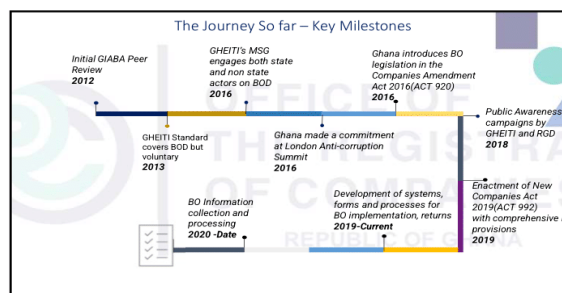 The Journey So far – Key Milestones
Initial GIABA Peer
Review
2012
GHEITI Standard
covers BOD but
voluntary
2013
GHEITI's MSG
engages both state
and non state
actors on BOD
2016
Ghana made a commitment
at London Anti-corruption
Summit
2016
Ghana introduces BO
legislation in the
Companies Amendment
Act 2016(ACT 920)
2016
Public Awareness
campaigns by
GHEITI and RGD
2018
Enactment of New
Companies Act
2019(ACT 992)
with comprehensive
provisions
2019
Development of systems,
forms and processes for
BO implementation, returns
2019-Current
BO Information
collection and
processing
2020 -Date
OFFICE OF
THE REGISTRA
OF COMPANIES
REPUBLIC OF GHANA